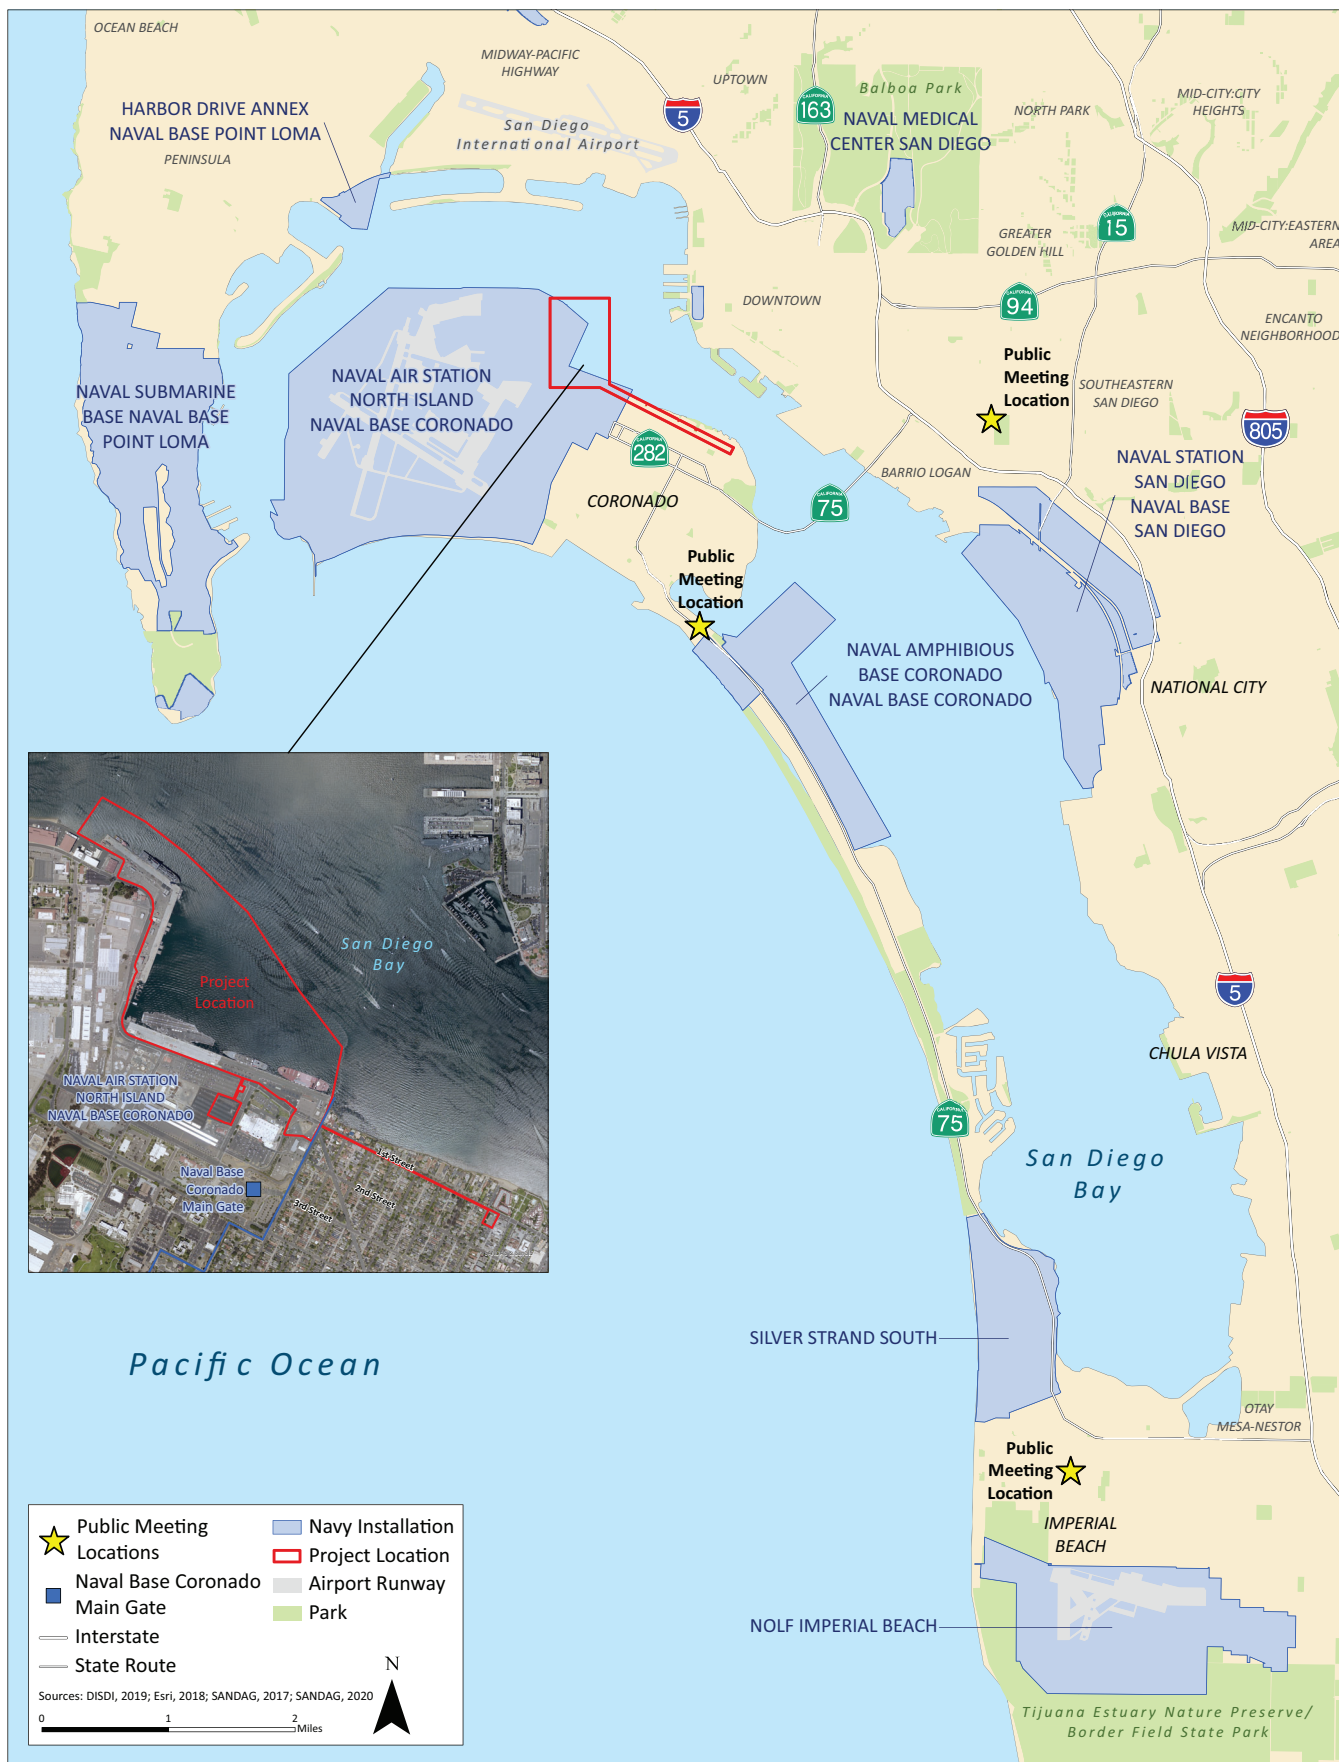 OCEAN BEACH
MIDWAY-PACIFIC
HIGHWAY
UPTOWN
Balboa Park
NORTH PARK
MID-CITY:CITY
HEIGHTS
HARBOR DRIVE ANNEX
NAVAL BASE POINT LOMA
PENINSULA
San Diego
International Airport
5
CALIFORNIA
163
NAVAL MEDICAL
CENTER SAN DIEGO
CALIFORNIA
15
GREATER
GOLDEN HILL
MID-CITY:EASTERN
AREA
DOWNTOWN
CALIFORNIA
94
ENCANTO
NEIGHBORHOOD
NAVAL SUBMARINE
BASE NAVAL BASE
POINT LOMA
NAVAL AIR STATION
NORTH ISLAND
NAVAL BASE CORONADO
Public
Meeting
Location
SOUTHEASTERN
SAN DIEGO
805
CALIFORNIA
282
CORONADO
BARRIO LOGAN
CALIFORNIA
75
NAVAL STATION
SAN DIEGO
NAVAL BASE
SAN DIEGO
Public
Meeting
Location
NAVAL AMPHIBIOUS
BASE CORONADO
NAVAL BASE CORONADO
NATIONAL CITY
San Diego
Bay
Project
Location
NAVAL AIR STATION
NORTH ISLAND
NAVAL BASE CORONADO
Naval Base
Coronado
Main Gate
1st Street
2nd Street
3rd Street
5
CHULA VISTA
CALIFORNIA
75
San Diego
Bay
SILVER STRAND SOUTH
Pacific Ocean
OTAY
MESA-NESTOR
Public
Meeting
Location
IMPERIAL
BEACH
NOLF IMPERIAL BEACH
Tijuana Estuary Nature Preserve/
Border Field State Park
Public Meeting
Locations
Naval Base Coronado
Main Gate
Interstate
State Route
Navy Installation
Project Location
Airport Runway
Park
N
Sources: DISDI, 2019; Esri, 2018; SANDAG, 2017; SANDAG, 2020
0 1 2
Miles